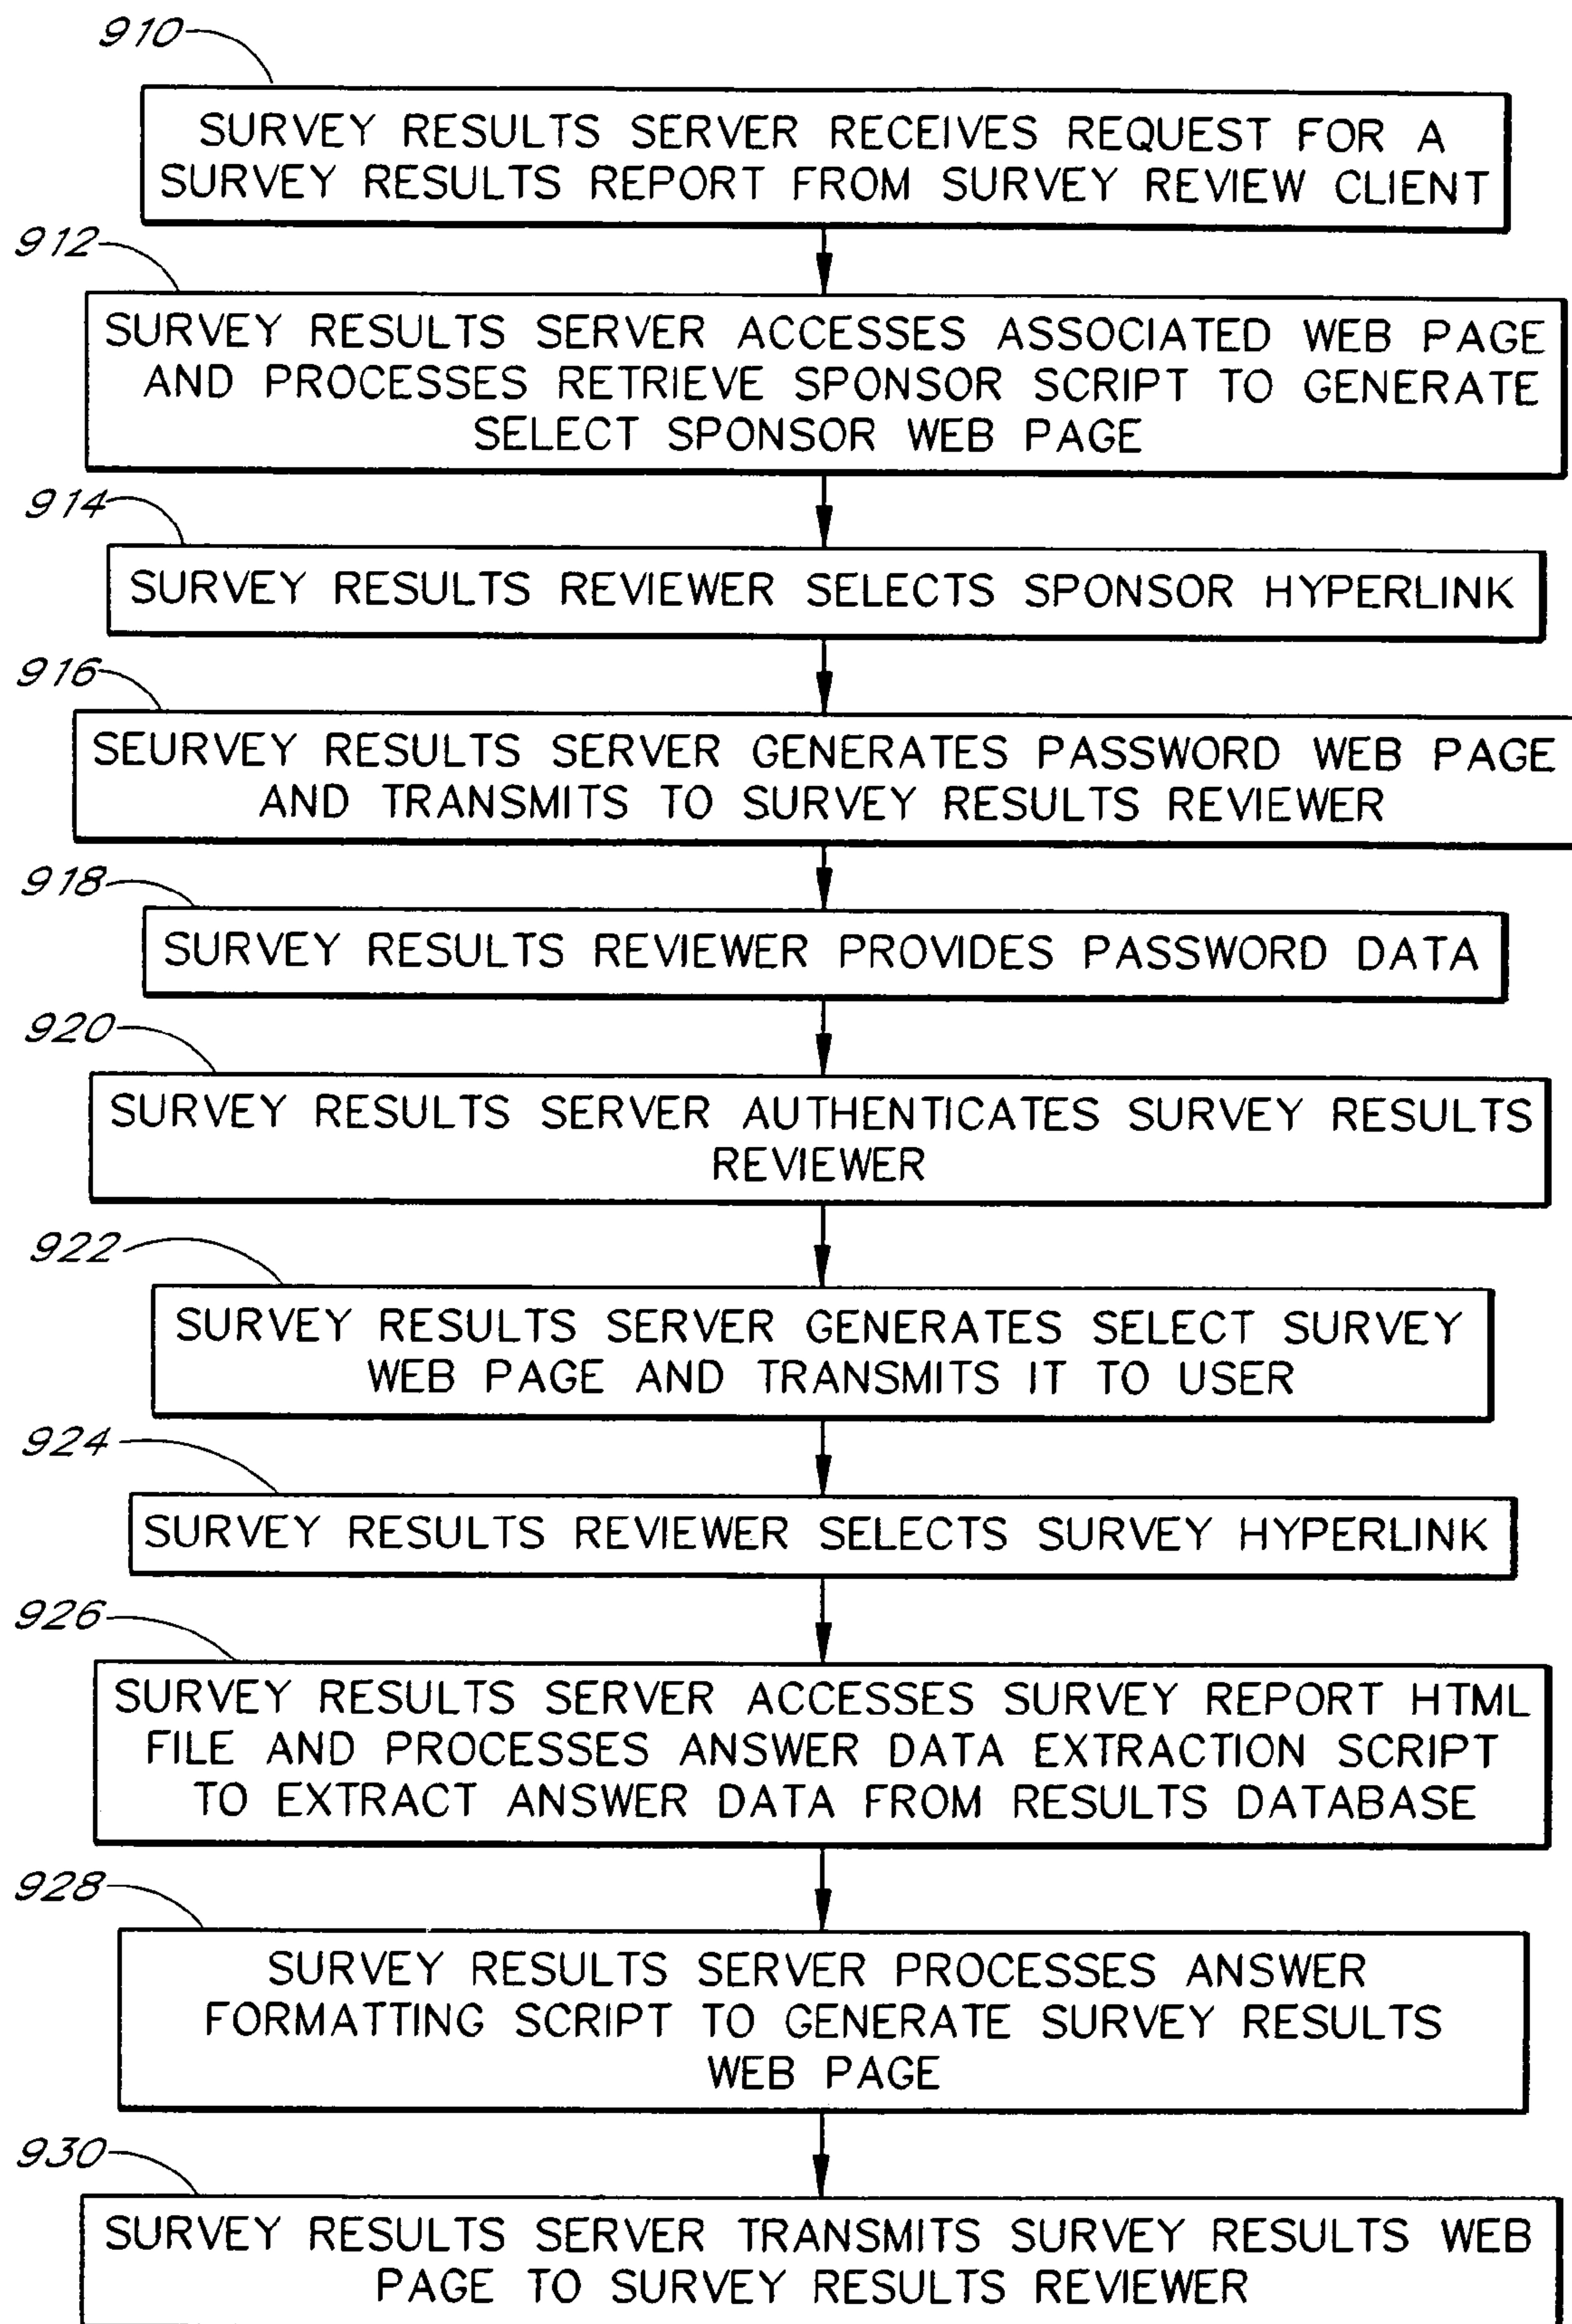 910
SURVEY RESULTS SERVER RECEIVES REQUEST FOR A
SURVEY RESULTS REPORT FROM SURVEY REVIEW CLIENT
912
SURVEY RESULTS SERVER ACCESSES ASSOCIATED WEB PAGE
AND PROCESSES RETRIEVE SPONSOR SCRIPT TO GENERATE
SELECT SPONSOR WEB PAGE
914
SURVEY RESULTS REVIEWER SELECTS SPONSOR HYPERLINK
916
SEURVEY RESULTS SERVER GENERATES PASSWORD WEB PAGE
AND TRANSMITS TO SURVEY RESULTS REVIEWER
918
SURVEY RESULTS REVIEWER PROVIDES PASSWORD DATA
920
SURVEY RESULTS SERVER AUTHENTICATES SURVEY RESULTS
REVIEWER
922
SURVEY RESULTS SERVER GENERATES SELECT SURVEY
WEB PAGE AND TRANSMITS IT TO USER
924
SURVEY RESULTS REVIEWER SELECTS SURVEY HYPERLINK
926
SURVEY RESULTS SERVER ACCESSES SURVEY REPORT HTML
FILE AND PROCESSES ANSWER DATA EXTRACTION SCRIPT
TO EXTRACT ANSWER DATA FROM RESULTS DATABASE
928
SURVEY RESULTS SERVER PROCESSES ANSWER
FORMATTING SCRIPT TO GENERATE SURVEY RESULTS
WEB PAGE
930
SURVEY RESULTS SERVER TRANSMITS SURVEY RESULTS WEB
PAGE TO SURVEY RESULTS REVIEWER